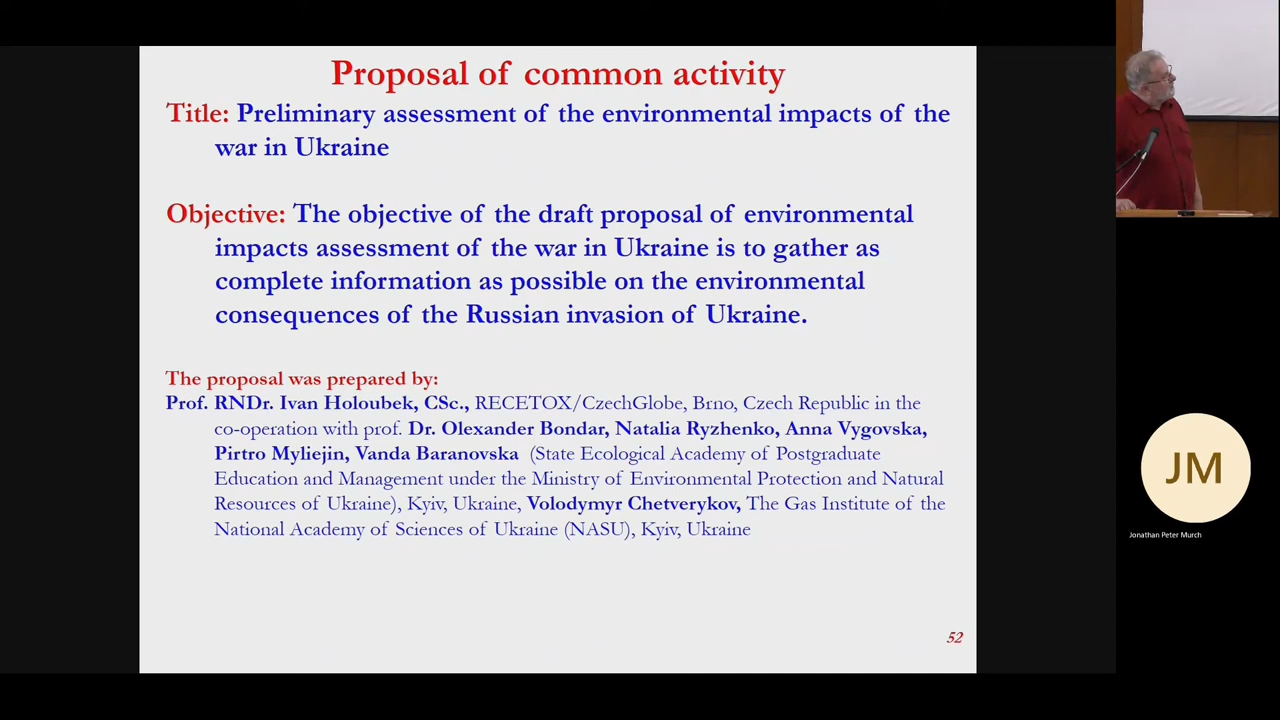 Proposal of common activity
Title: Preliminary assessment of the environmental impacts of the
war in Ukraine
Objective: The objective of the draft proposal of environmental
impacts assessment of the war in Ukraine is to gather as
complete information as possible on the environmental
consequences of the Russian invasion of Ukraine.
The proposal was prepared by:
Prof. RNDr. Ivan Holoubek, CSc., RECETOX/CzechGlobe, Brno, Czech Republic in the
co-operation with prof. Dr. Olexander Bondar, Natalia Ryzhenko, Anna Vygovska,
Pirtro Myliejin, Vanda Baranovska (State Ecological Academy of Postgraduate
Education and Management under the Ministry of Environmental Protection and Natural
Resources of Ukraine), Kyiv, Ukraine, Volodymyr Chetverykov, The Gas Institute of the
National Academy of Sciences of Ukraine (NASU), Kyiv, Ukraine
52
JM
Jonathan Peter Murch